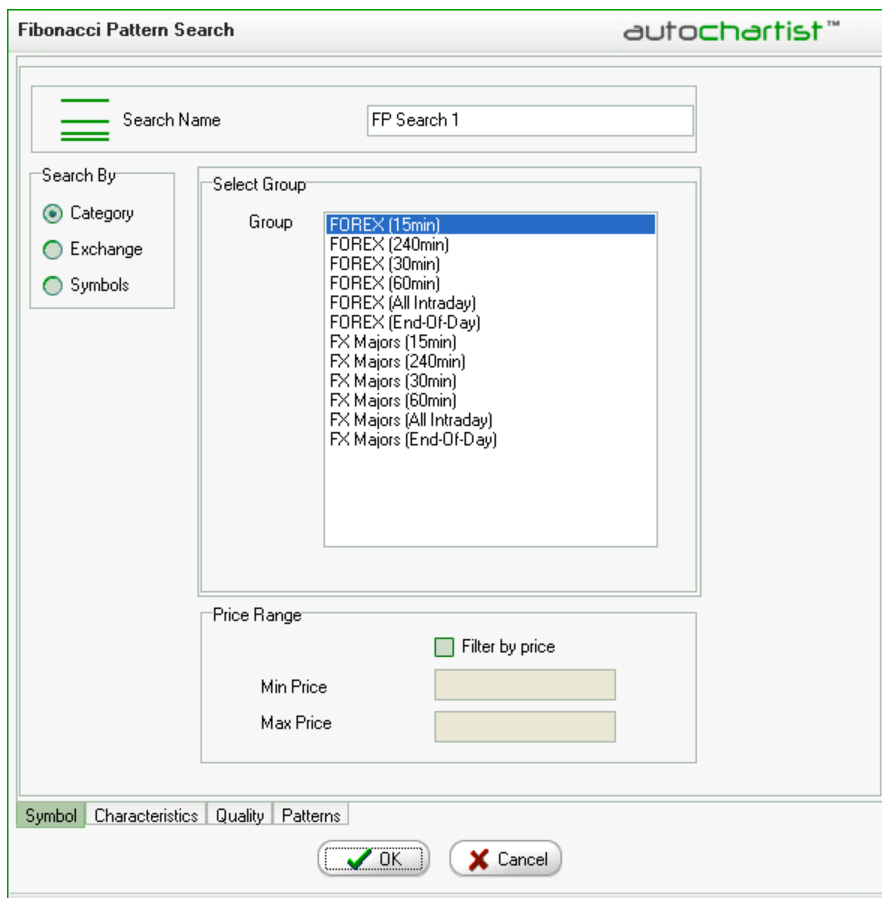 Fibonacci Pattern Search
autochartist™
Search Name
FP Search 1
Search By
Category
Exchange
Symbols
Select Group
Group
FOREX (15min)
FOREX (240min)
FOREX (30min)
FOREX (60min)
FOREX (All Intraday)
FOREX (End-Of-Day)
FX Majors (15min)
FX Majors (240min)
FX Majors (30min)
FX Majors (60min)
FX Majors (All Intraday)
FX Majors (End-Of-Day)
Price Range
Filter by price
Min Price
Max Price
Symbol Characteristics Quality Patterns
OK Cancel